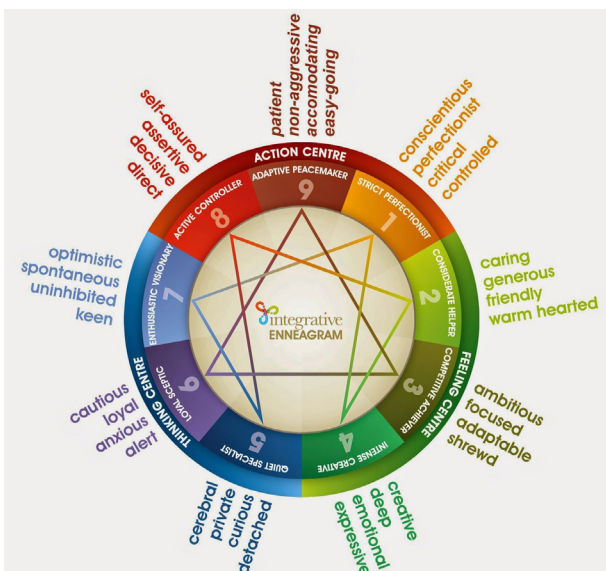 patient
non-aggressive
accomodating
easy-going
conscientious
perfectionist
critical
controlled
self-assured
assertive
decisive
direct
ACTION CENTRE
ADAPTIVE PEACEMAKER
9
STRICT PERFECTIONIST
1
ACTIVE CONTROLLER
8
optimistic
spontaneous
uninhibited
keen
ENTHUSIASTIC VISIONARY
7
CONSIDERATE HELPER
2
caring
generous
friendly
warm hearted
integrative
ENNEAGRAM
FEELING CENTRE
COMPETITIVE ACHIEVER
3
ambitious
focused
adaptable
shrewd
THINKING CENTRE
LOYAL SCEPTIC
6
cautious
loyal
anxious
alert
QUIET SPECIALIST
5
INTENSE CREATIVE
4
cerebral
private
curious
detached
creative
deep
emotional
expressive